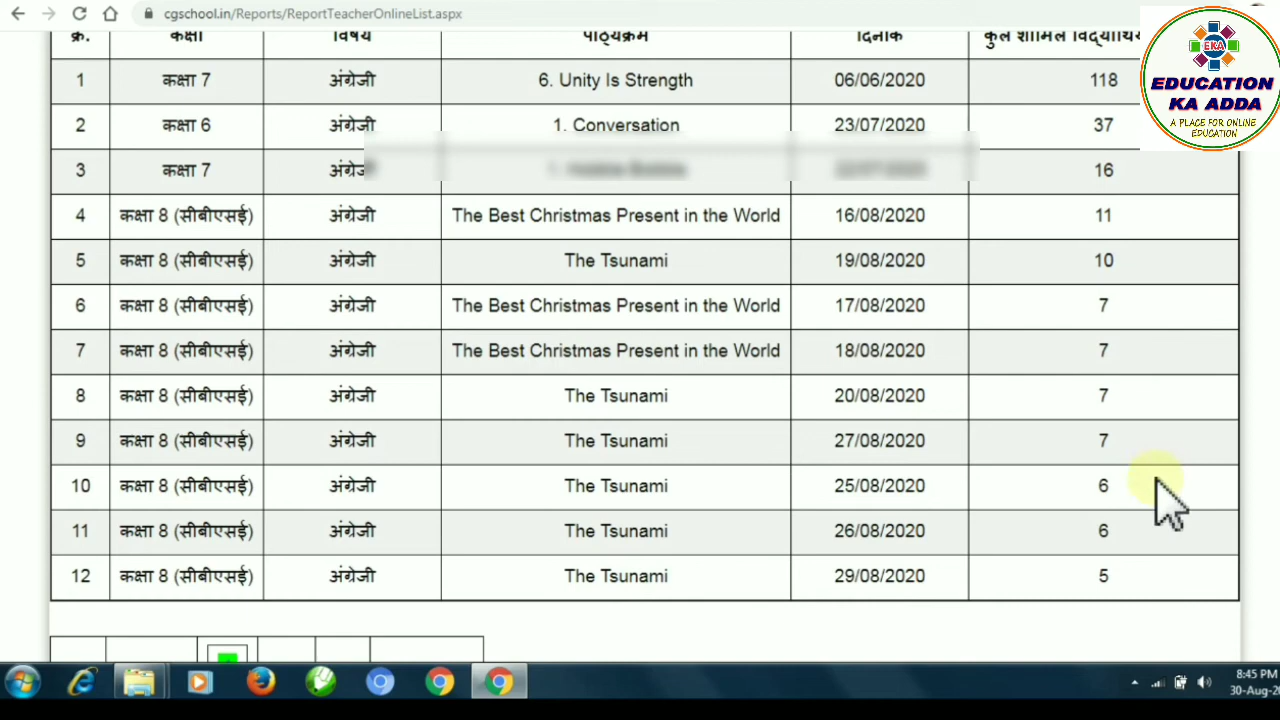 cgschool.in/Reports/ReportTeacherOnlineList.aspx
EKA
EDUCATION
KA ADDA
A PLACE FOR ONLINE
EDUCATION
क्र. कक्षा विषय पाठ्यक्रम दिनांक कुल शामिल
1 कक्षा 7 अंग्रेजी 6. Unity Is Strength 06/06/2020 118
2 कक्षा 6 अंग्रेजी 1. Conversation 23/07/2020 37
3 कक्षा 7 16
4 कक्षा 8 (सीबीएसई) अंग्रेजी The Best Christmas Present in the World 16/08/2020 11
5 कक्षा 8 (सीबीएसई) अंग्रेजी The Tsunami 19/08/2020 10
6 कक्षा 8 (सीबीएसई) अंग्रेजी The Best Christmas Present in the World 17/08/2020 7
7 कक्षा 8 (सीबीएसई) अंग्रेजी The Best Christmas Present in the World 18/08/2020 7
8 कक्षा 8 (सीबीएसई) अंग्रेजी The Tsunami 20/08/2020 7
9 कक्षा 8 (सीबीएसई) अंग्रेजी The Tsunami 27/08/2020 7
10 कक्षा 8 (सीबीएसई) अंग्रेजी The Tsunami 25/08/2020 6
11 कक्षा 8 (सीबीएसई) अंग्रेजी The Tsunami 26/08/2020 6
12 कक्षा 8 (सीबीएसई) अंग्रेजी The Tsunami 29/08/2020 5
8:45 PM
30-Aug-2